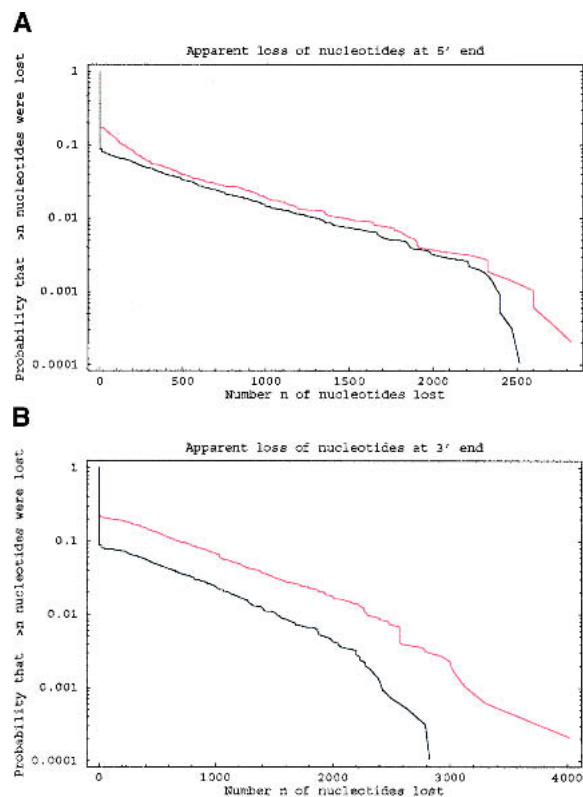 A
Apparent loss of nucleotides at 5' end
Probability that >n nucleotides were lost
1
0.1
0.01
0.001
0.0001
0 500 1000 1500 2000 2500
Number n of nucleotides lost
B
Apparent loss of nucleotides at 3' end
Probability that >n nucleotides were lost
1
0.1
0.01
0.001
0.0001
0 1000 2000 3000 4000
Number n of nucleotides lost